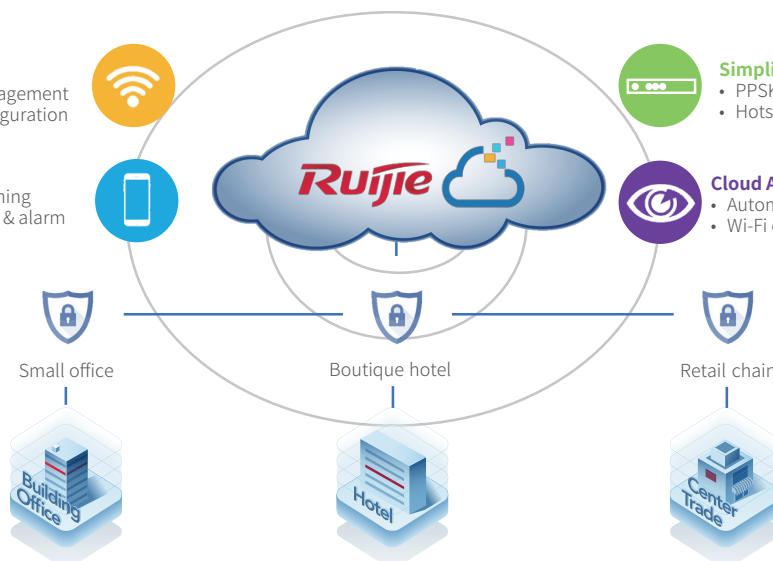 agement
guration
ning
& alarm
Ruijie
Simpli
• PPSK
• Hots
Cloud A
• Auton
• Wi-Fi
Small office
Boutique hotel
Retail chain
Building
Office
Hotel
Center
Trade